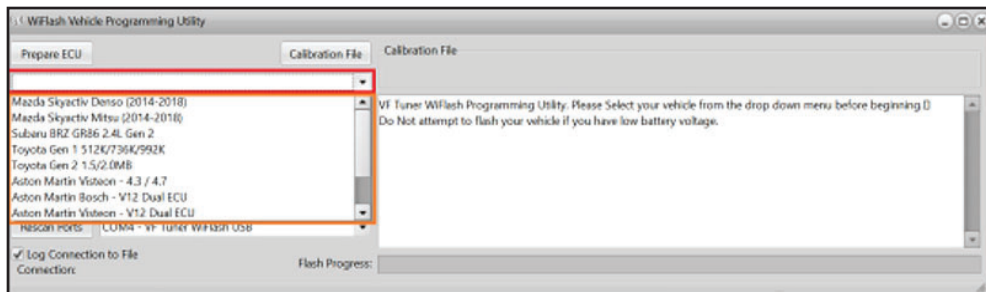 WiFlash Vehicle Programming Utility
Prepare ECU
Calibration File
Mazda Skyactiv Denso (2014-2018)
Mazda Skyactiv Mitsu (2014-2018)
Subaru BRZ GR86 2.4L Gen 2
Toyota Gen 1 512K/736K/992K
Toyota Gen 2 1.5/2.0MB
Aston Martin Visteon - 4.3 / 4.7
Aston Martin Bosch - V12 Dual ECU
Aston Martin Visteon - V12 Dual ECU
Rescan Ports
COM4 - VF Tuner WiFlash USB
Log Connection to File
Connection:
Calibration File
VF Tuner WiFlash Programming Utility. Please Select your vehicle from the drop down menu before beginning
Do Not attempt to flash your vehicle if you have low battery voltage.
Flash Progress: